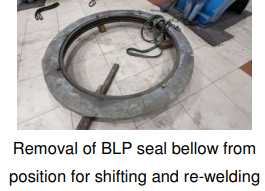 Removal of BLP seal bellow from
position for shifting and re-welding